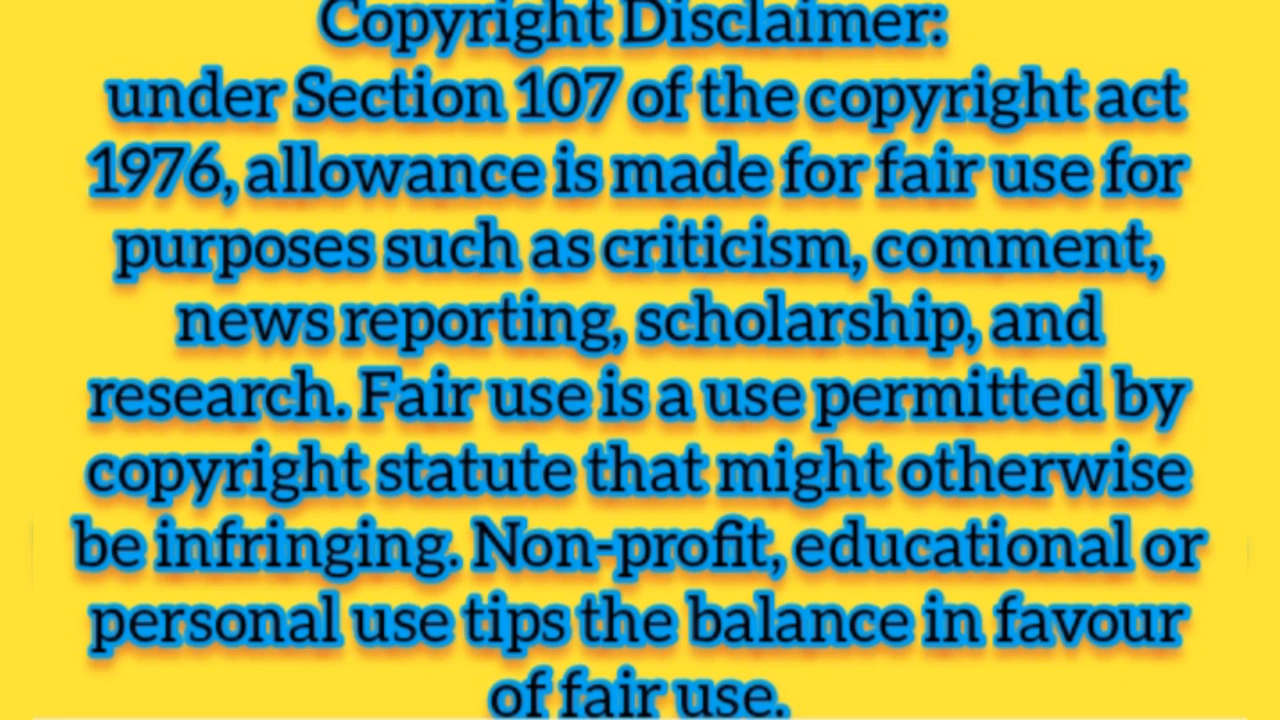 Copyright Disclaimer:
under Section 107 of the copyright act
1976, allowance is made for fair use for
purposes such as criticism, comment,
news reporting, scholarship, and
research. Fair use is a use permitted by
copyright statute that might otherwise
be infringing. Non-profit, educational or
personal use tips the balance in favour
of fair use.